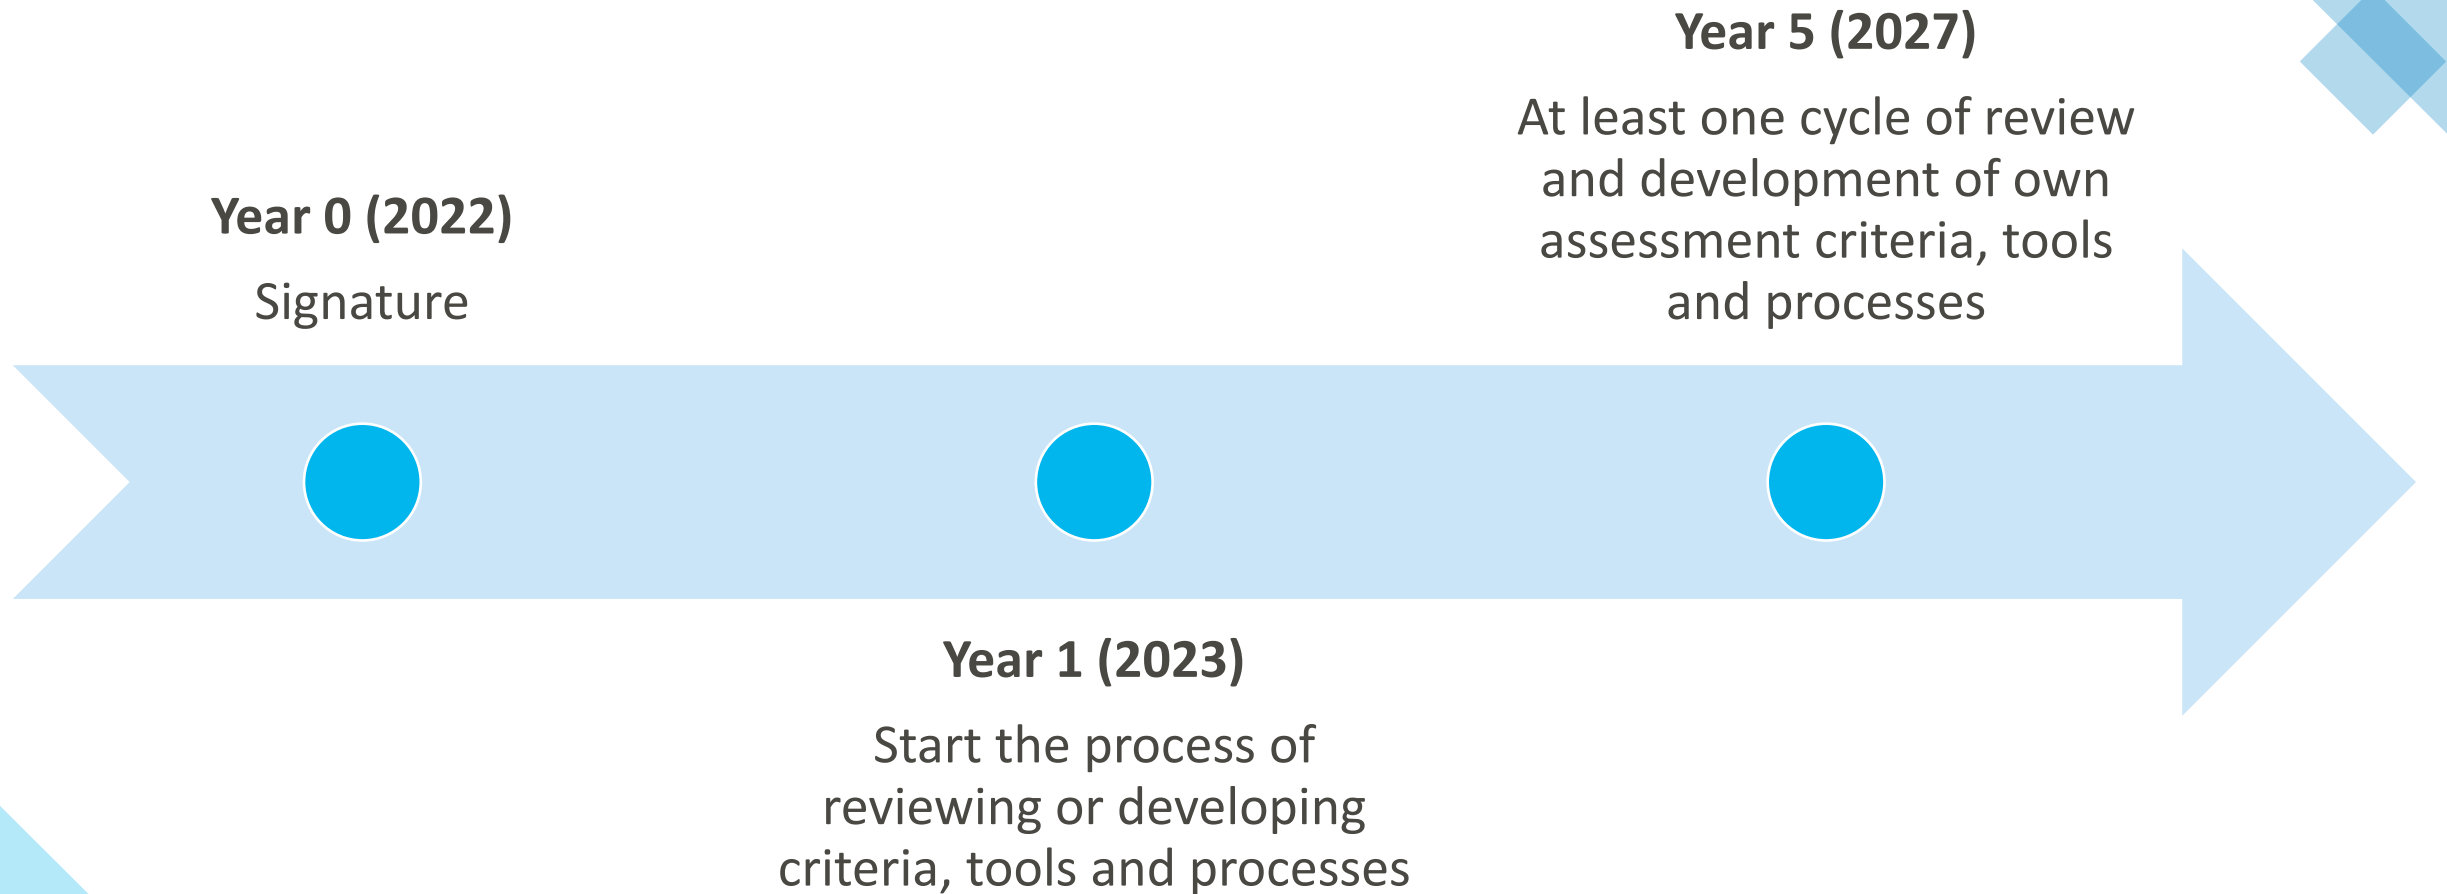 Year 0 (2022)
Signature
Year 1 (2023)
Start the process of
reviewing or developing
criteria, tools and processes
Year 5 (2027)
At least one cycle of review
and development of own
assessment criteria, tools
and processes